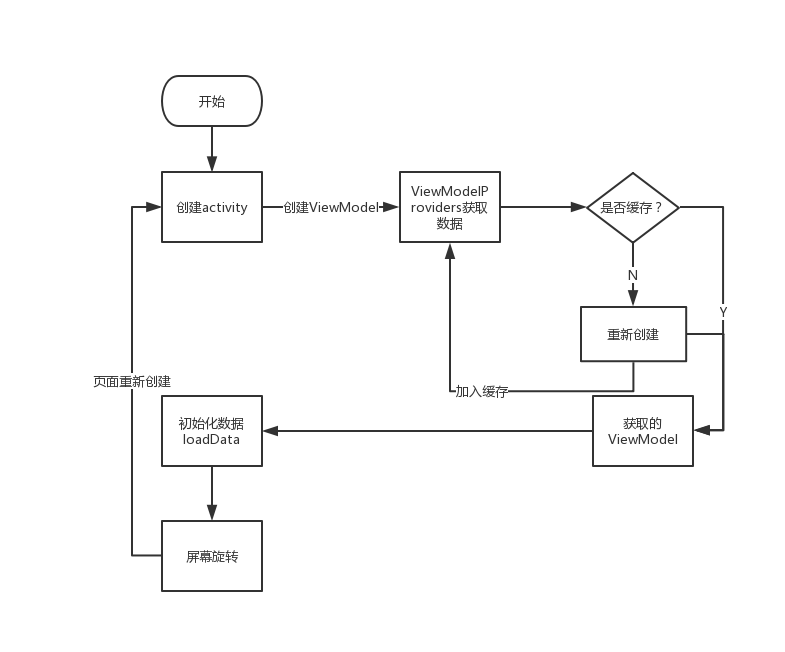 开始
创建activity
创建ViewModel
ViewModelP
roviders获取
数据
是否缓存？
N
Y
重新创建
加入缓存
页面重新创建
初始化数据
loadData
获取的
ViewModel
屏幕旋转